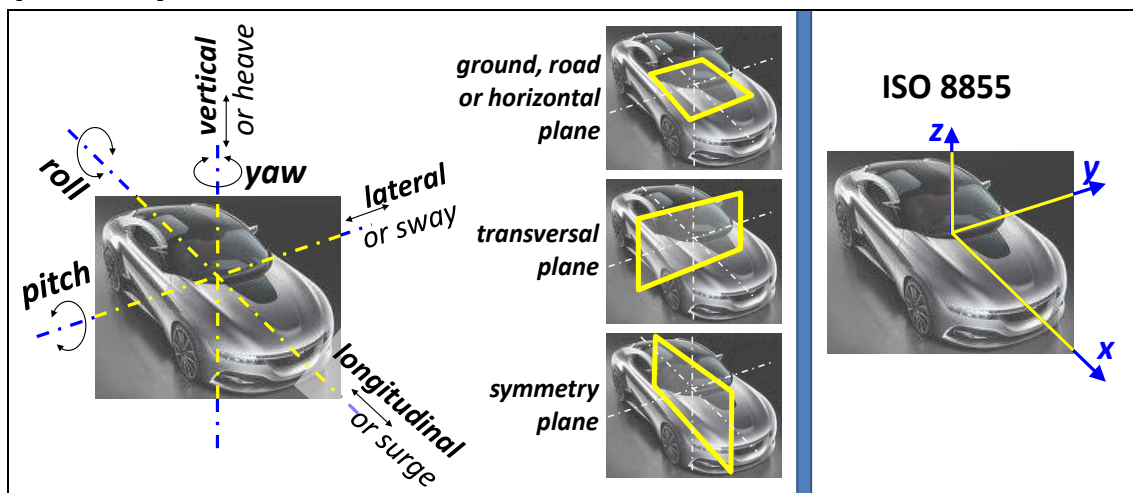 vertical
or heave
roll
yaw
lateral
or sway
pitch
longitudinal
or surge
ground, road
or horizontal
plane
transversal
plane
symmetry
plane
ISO 8855
z
y
x